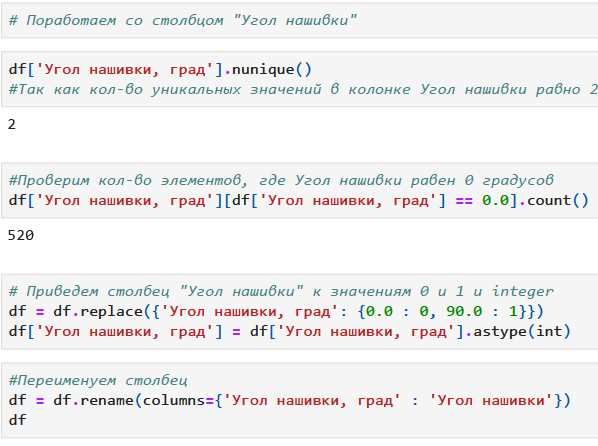 # Поработаем со столбцом "Угол нашивки"
df['Угол нашивки, град'].nunique()
#Так как кол-во уникальных значений в колонке Угол нашивки равно 2
2
#Проверим кол-во элементов, где Угол нашивки равен 0 градусов
df['Угол нашивки, град'][df['Угол нашивки, град'] == 0.0].count()
520
# Приведем столбец "Угол нашивки" к значениям 0 и 1 и integer
df = df.replace({'Угол нашивки, град': {0.0 : 0, 90.0 : 1}})
df['Угол нашивки, град'] = df['Угол нашивки, град'].astype(int)
#Переименуем столбец
df = df.rename(columns={'Угол нашивки, град' : 'Угол нашивки'})
df